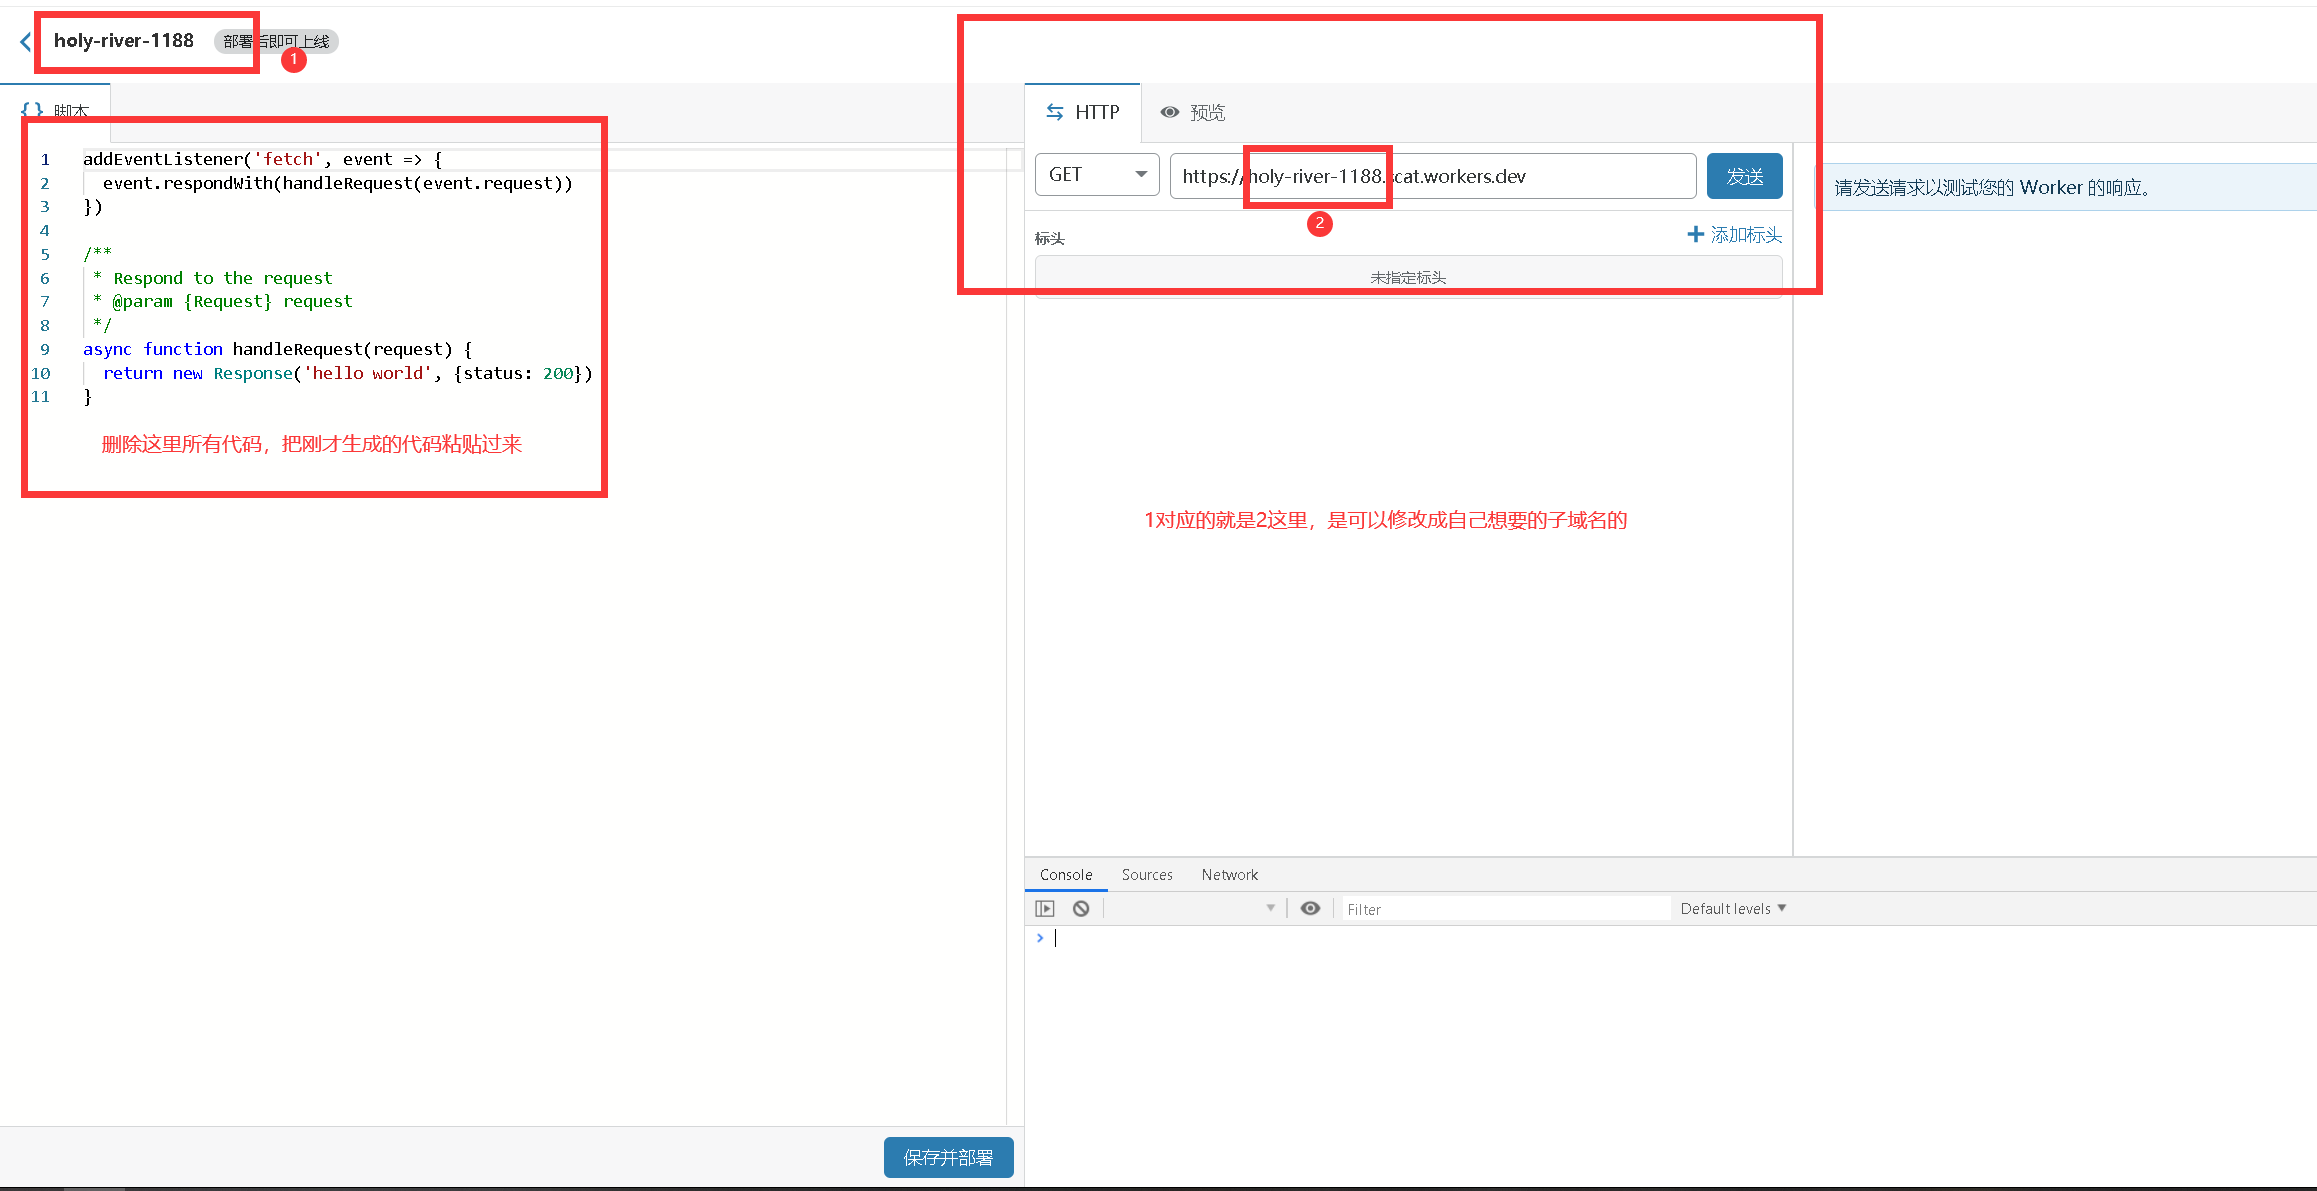 holy-river-1188 部署后即可上线
1
{ } 脚本
1 addEventListener('fetch', event => {
2 event.respondWith(handleRequest(event.request))
3 })
4
5 /**
6 * Respond to the request
7 * @param {Request} request
8 */
9 async function handleRequest(request) {
10 return new Response('hello world', {status: 200})
11 }
删除这里所有代码，把刚才生成的代码粘贴过来
保存并部署
HTTP 预览
GET https://holy-river-1188.scat.workers.dev 发送
2
标头 添加标头
未指定标头
1对应的就是2这里，是可以修改成自己想要的子域名的
请发送请求以测试您的 Worker 的响应。
Console Sources Network
Filter Default levels